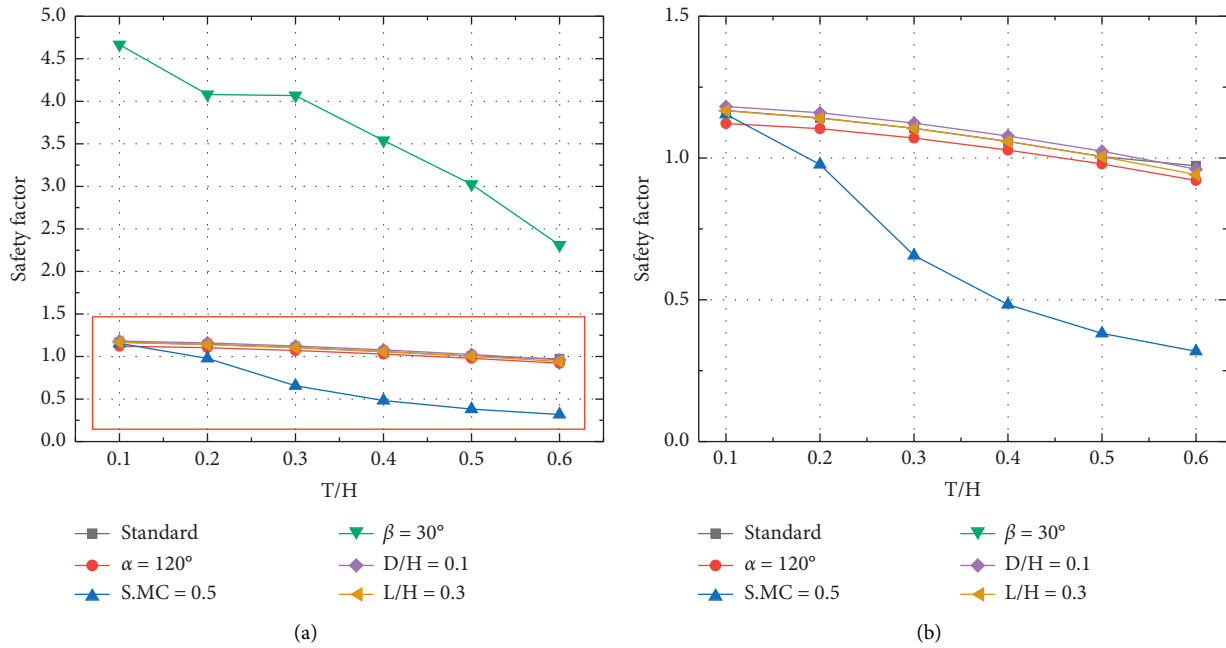 5.0
4.5
4.0
3.5
3.0
2.5
2.0
1.5
1.0
0.5
0.0
Safety factor
0.1 0.2 0.3 0.4 0.5 0.6
T/H
Standard
α = 120°
S.MC = 0.5
β = 30°
D/H = 0.1
L/H = 0.3
(a)
1.5
1.0
0.5
0.0
Safety factor
0.1 0.2 0.3 0.4 0.5 0.6
T/H
Standard
α = 120°
S.MC = 0.5
β = 30°
D/H = 0.1
L/H = 0.3
(b)